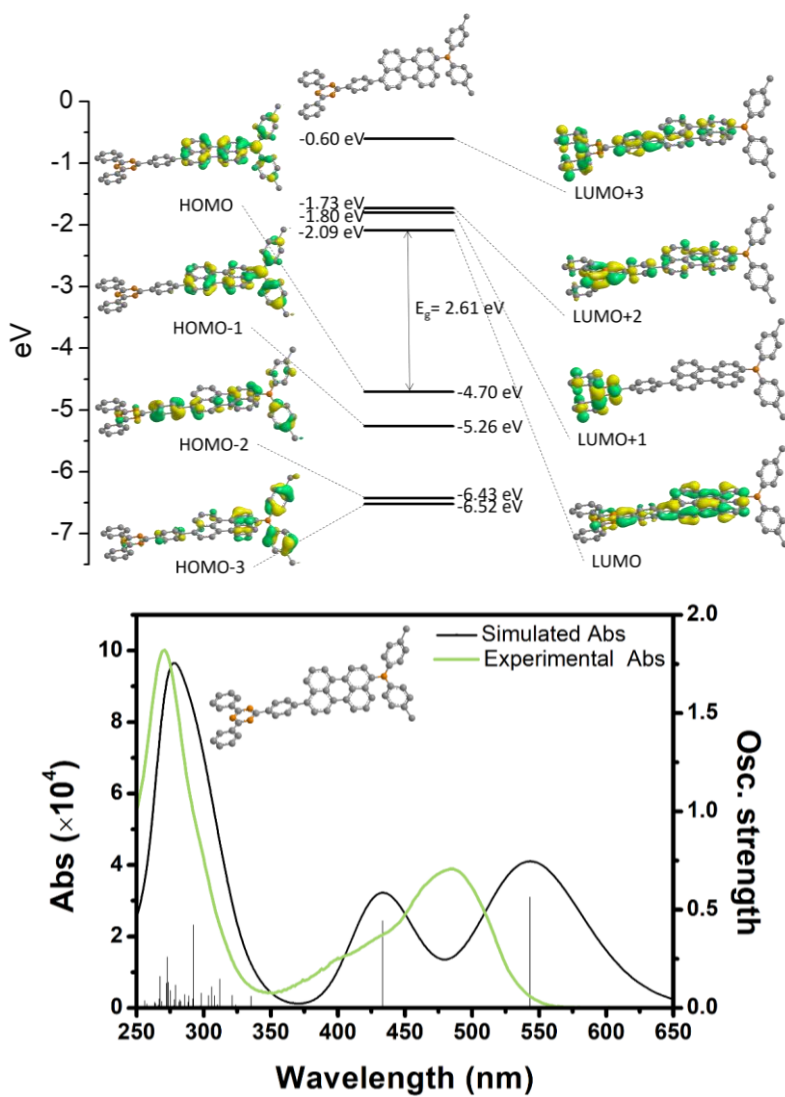 0
-1
-2
-3
-4
-5
-6
-7
eV
HOMO
HOMO-1
HOMO-2
HOMO-3
-0.60 eV
-1.73 eV
-1.80 eV
-2.09 eV
Eg= 2.61 eV
-4.70 eV
-5.26 eV
-6.43 eV
-6.52 eV
LUMO+3
LUMO+2
LUMO+1
LUMO
Simulated Abs
Experimental Abs
10
8
6
4
2
0
Abs (×10⁴)
2.0
1.5
1.0
0.5
0.0
Osc. strength
250 300 350 400 450 500 550 600 650
Wavelength (nm)